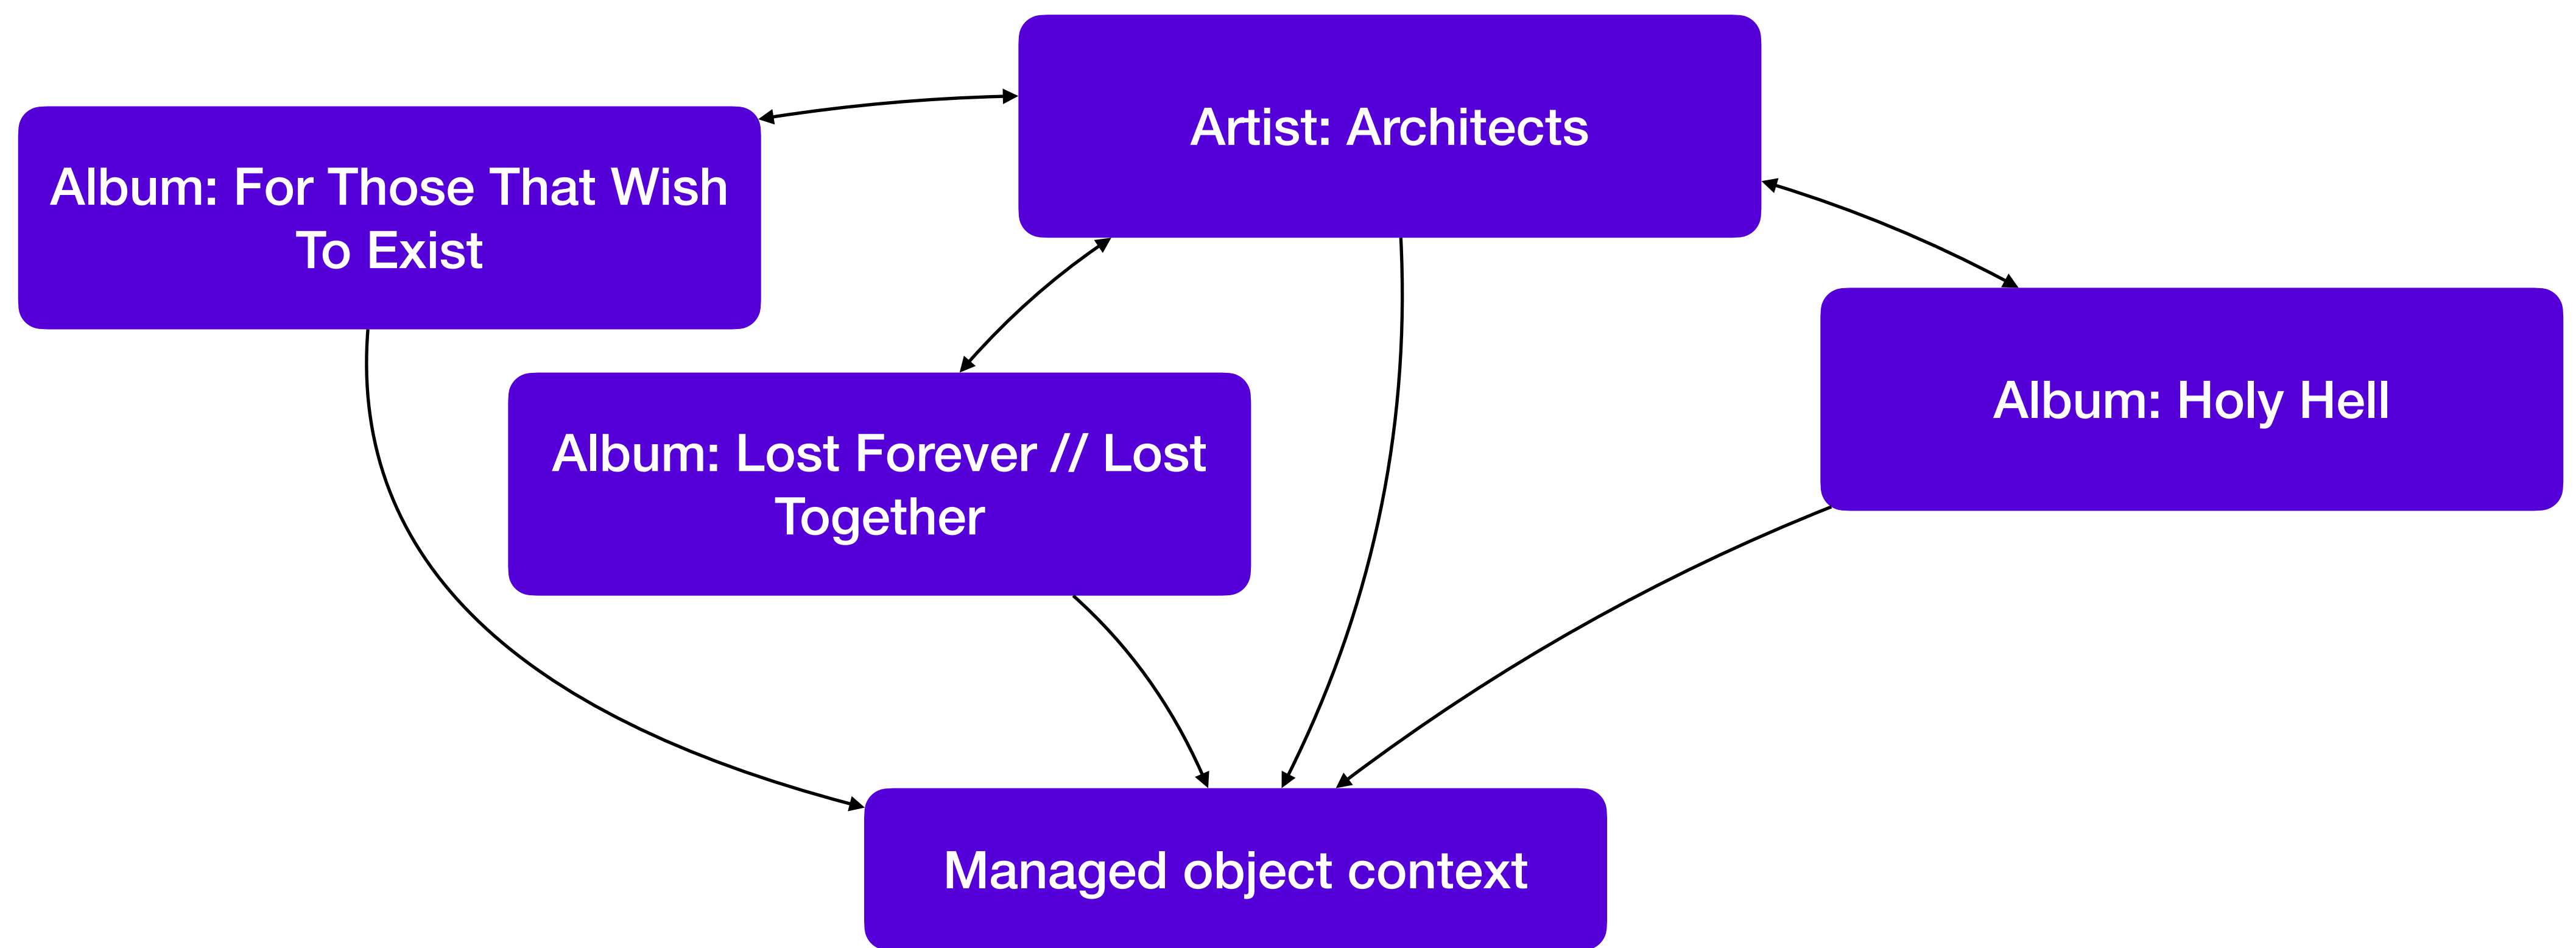 Artist: Architects
Album: For Those That Wish
To Exist
Album: Holy Hell
Album: Lost Forever // Lost
Together
Managed object context